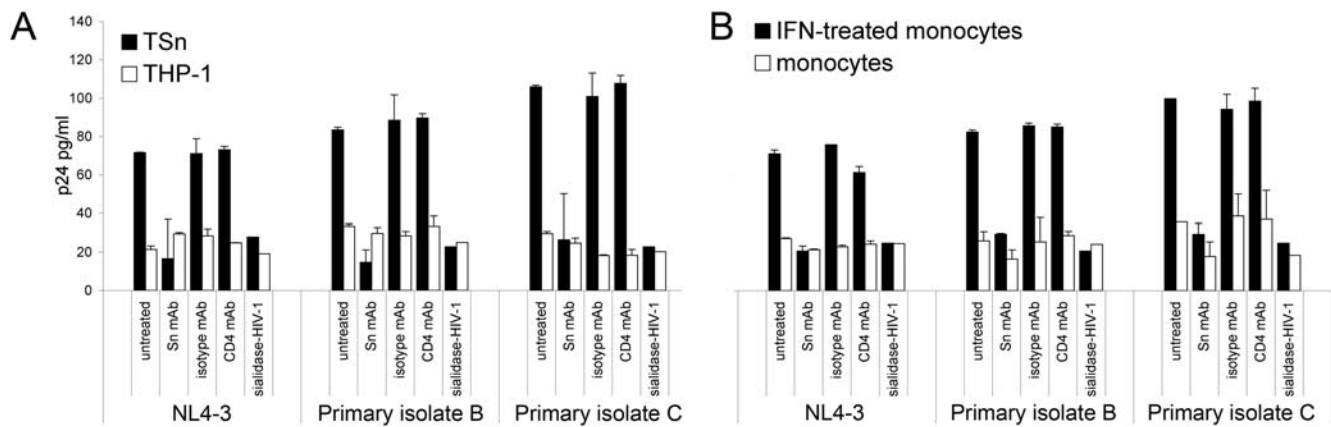 A
TSn
THP-1
p24 pg/ml
140
120
100
80
60
40
20
0
untreated
Sn mAb
isotype mAb
CD4 mAb
sialidase-HIV-1
untreated
Sn mAb
isotype mAb
CD4 mAb
sialidase-HIV-1
untreated
Sn mAb
isotype mAb
CD4 mAb
sialidase-HIV-1
NL4-3
Primary isolate B
Primary isolate C
B
IFN-treated monocytes
monocytes
untreated
Sn mAb
isotype mAb
CD4 mAb
sialidase-HIV-1
untreated
Sn mAb
isotype mAb
CD4 mAb
sialidase-HIV-1
untreated
Sn mAb
isotype mAb
CD4 mAb
sialidase-HIV-1
NL4-3
Primary isolate B
Primary isolate C